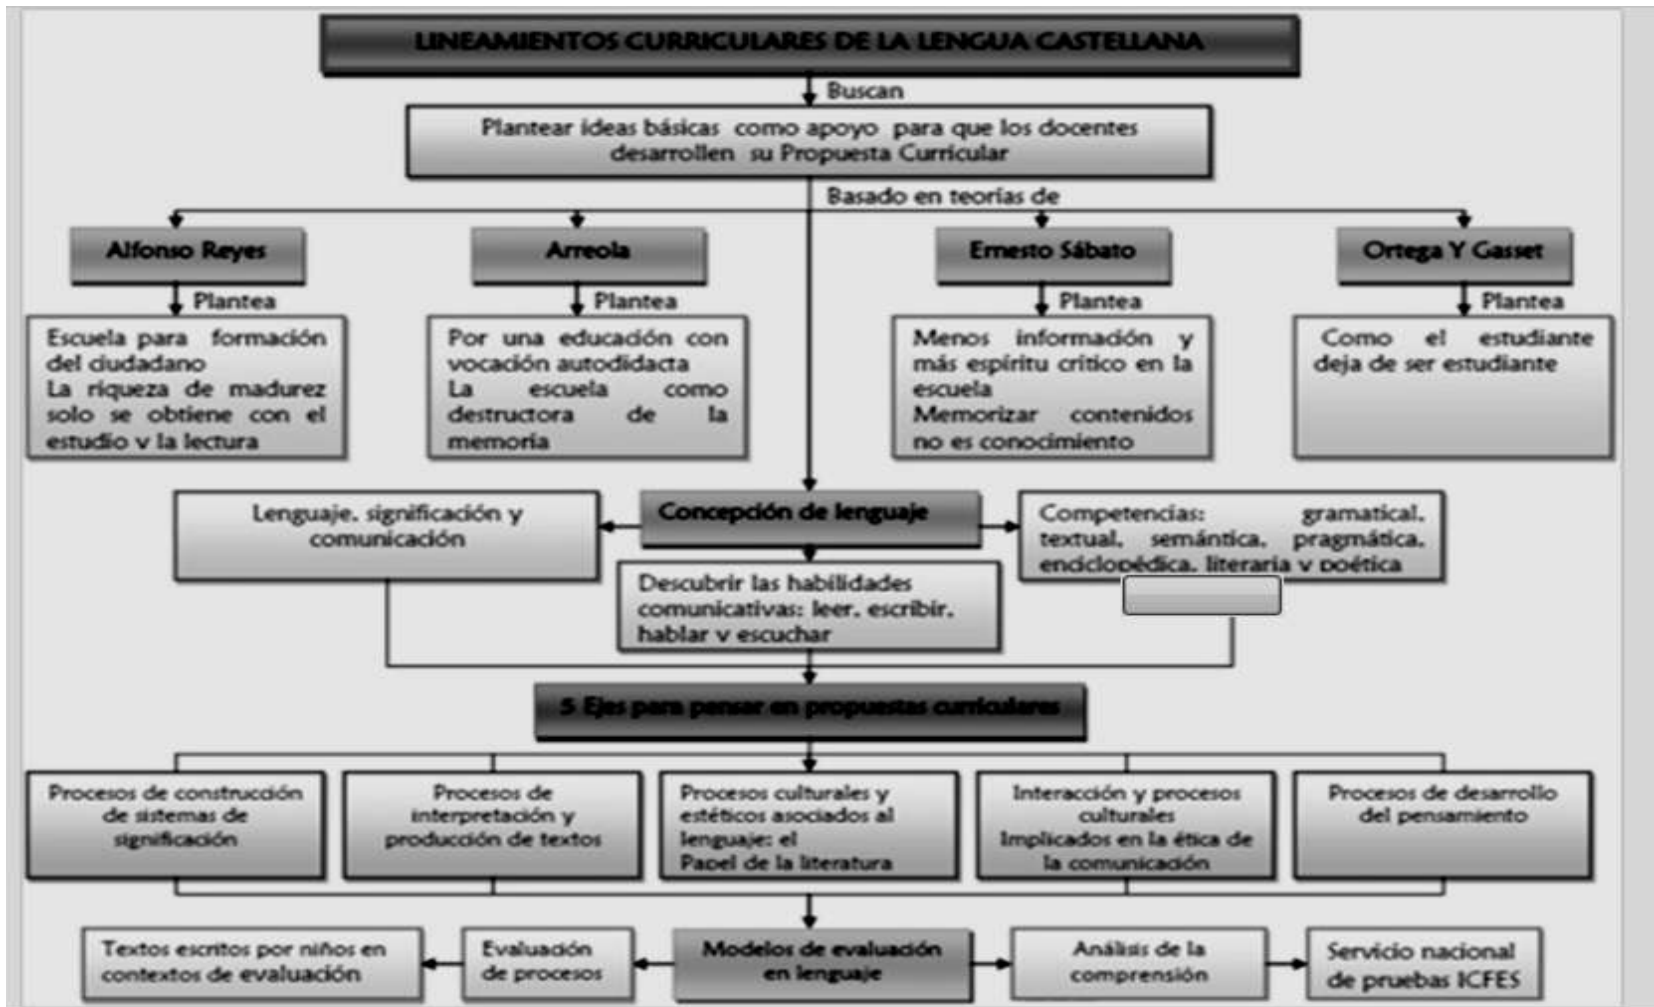 LINEAMIENTOS CURRICULARES DE LA LENGUA CASTELLANA
Buscan
Plantear ideas básicas como apoyo para que los docentes
desarrollen su Propuesta Curricular
Basado en teorías de
Alfonso Reyes
Arreola
Ernesto Sábato
Ortega Y Gasset
Plantea
Plantea
Plantea
Plantea
Escuela para formación
del ciudadano
La riqueza de madurez
solo se obtiene con el
estudio y la lectura
Por una educación con
vocación autodidacta
La escuela como
destructora de la
memoria
Menos información y
más espíritu crítico en la
escuela
Memorizar contenidos
no es conocimiento
Como el estudiante
deja de ser estudiante
Lenguaje, significación y
comunicación
Concepción de lenguaje
Competencias: gramatical,
textual, semántica, pragmática,
enciclopédica, literaria y poética
Descubrir las habilidades
comunicativas: leer, escribir,
hablar y escuchar
5 Ejes para pensar en propuestas curriculares
Procesos de construcción
de sistemas de
significación
Procesos de
interpretación y
producción de textos
Procesos culturales y
estéticos asociados al
lenguaje: el
Papel de la literatura
Interacción y procesos
culturales
Implicados en la ética de
la comunicación
Procesos de desarrollo
del pensamiento
Textos escritos por niños en
contextos de evaluación
Evaluación
de procesos
Modelos de evaluación
en lenguaje
Análisis de la
comprensión
Servicio nacional
de pruebas ICFES